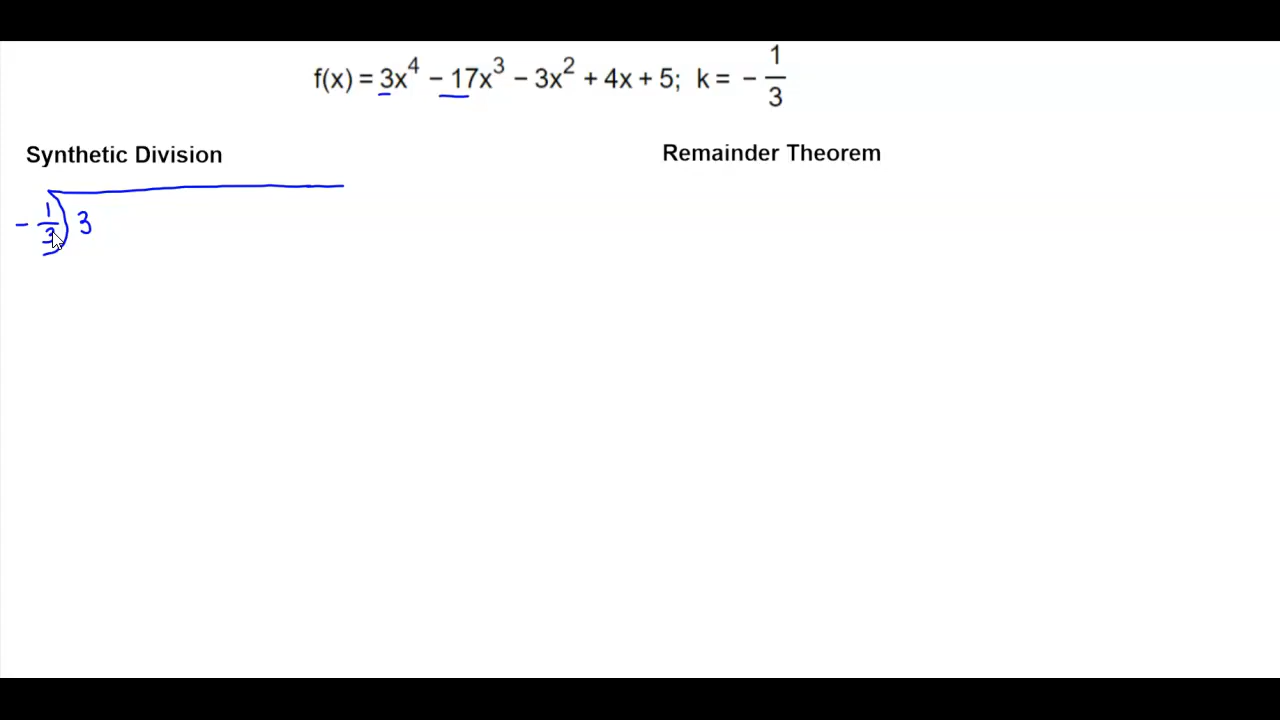 f(x) = 3x⁴ − 17x³ − 3x² + 4x + 5; k = − 1/3
Synthetic Division
Remainder Theorem
− 1/3 ) 3